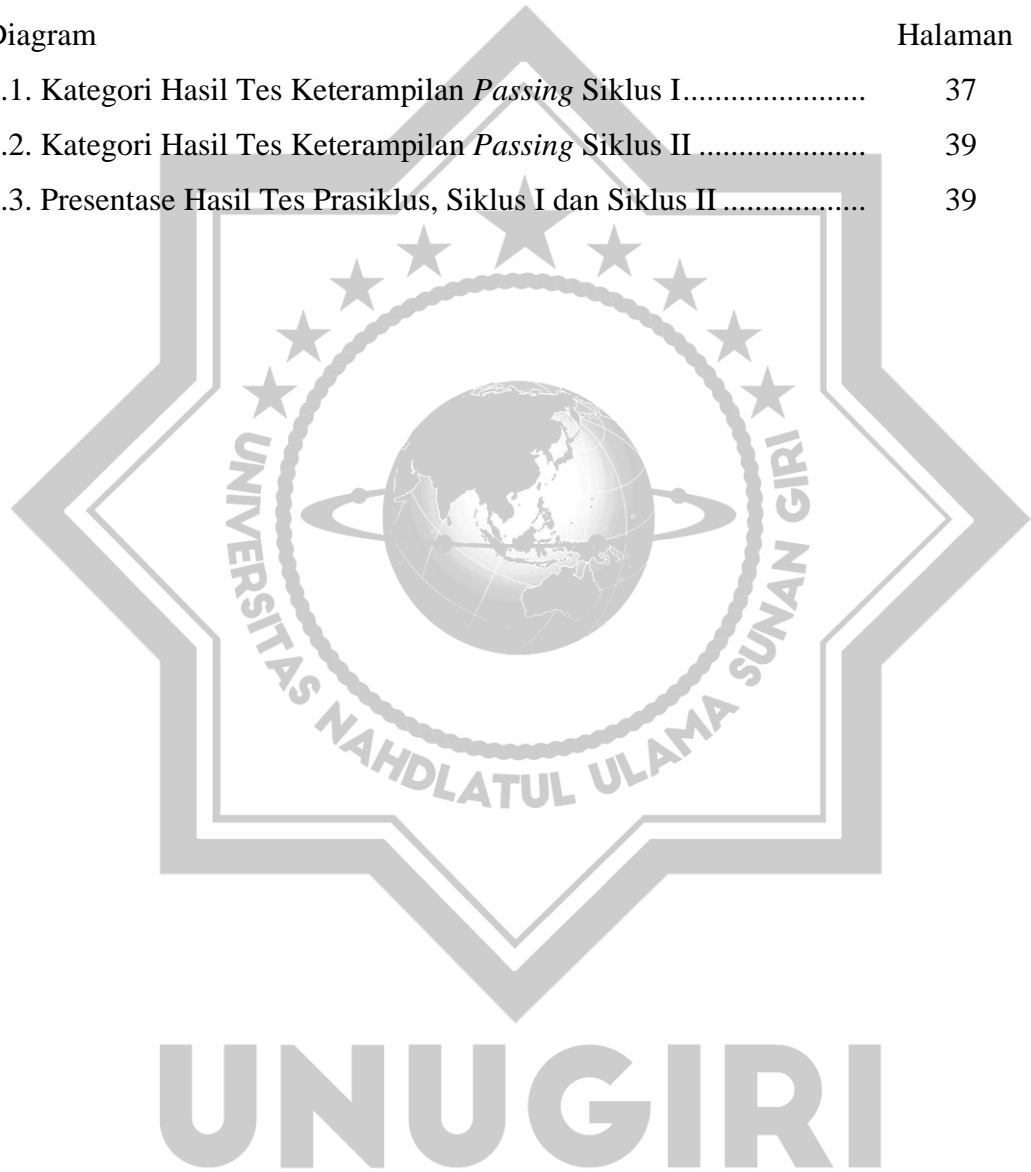 Diagram Halaman
.1. Kategori Hasil Tes Keterampilan Passing Siklus I....................... 37
.2. Kategori Hasil Tes Keterampilan Passing Siklus II ..................... 39
.3. Presentase Hasil Tes Prasiklus, Siklus I dan Siklus II .................. 39
UNIVERSITAS NAHDLATUL ULAMA SUNAN GIRI
UNUGIRI